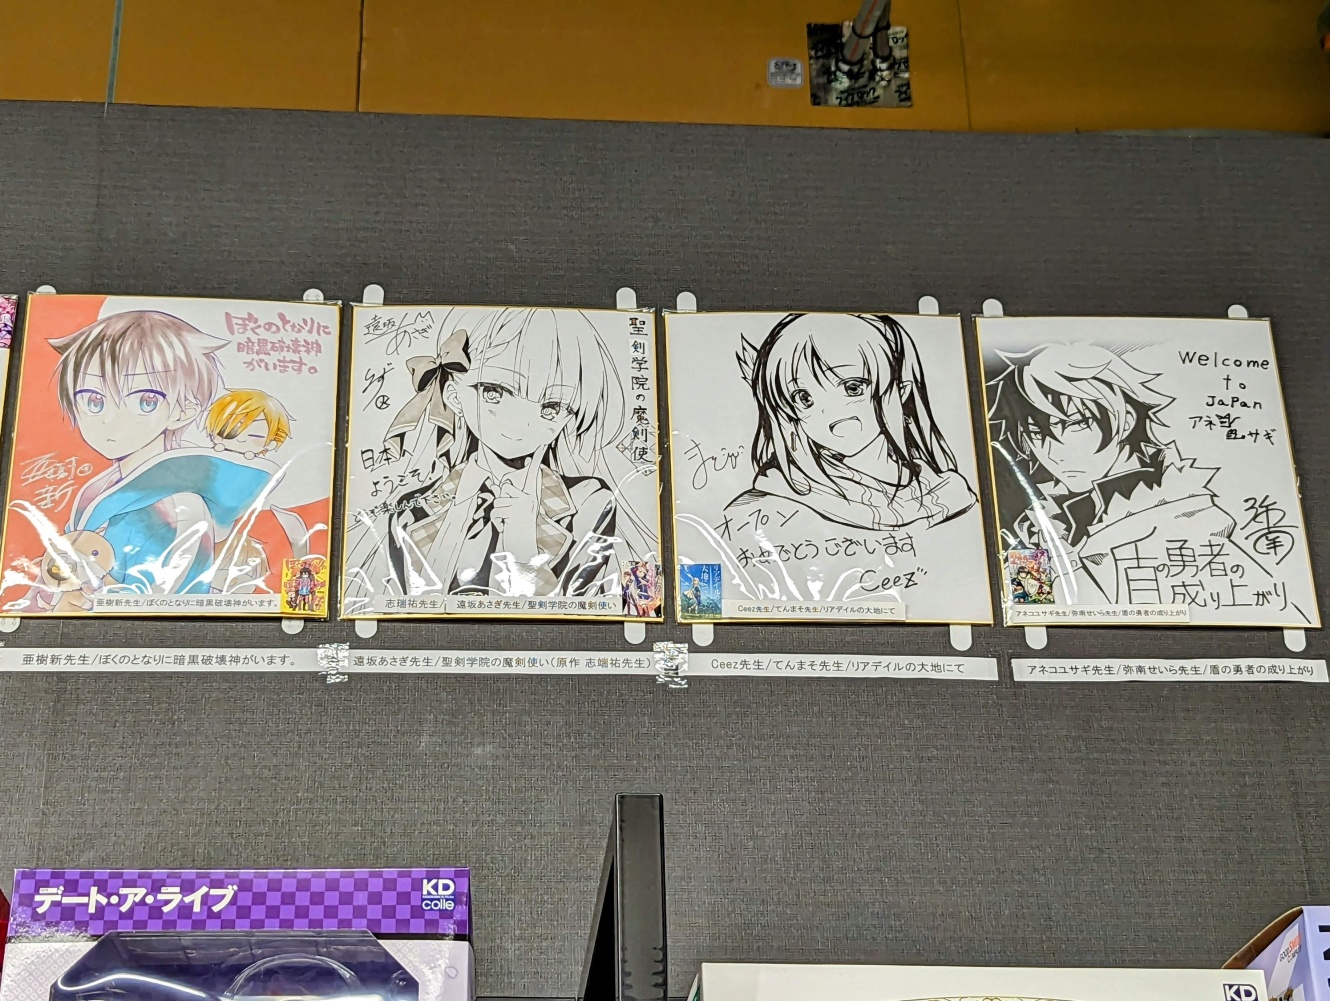 ぼくのとなりに
暗黒破壊神
がいます。
亜樹新
亜樹新先生/ぼくのとなりに暗黒破壊神がいます。
亜樹新先生/ぼくのとなりに暗黒破壊神がいます。
聖剣学院の魔剣使い
遠坂あさぎ
日本へ
ようこそ!
志瑞祐先生/遠坂あさぎ先生/聖剣学院の魔剣使い
遠坂あさぎ先生/聖剣学院の魔剣使い(原作 志瑞祐先生)
オープン
おめでとうございます
Ceez
リアデイルの大地にて
Ceez先生/てんまそ先生/リアデイルの大地にて
Ceez先生/てんまそ先生/リアデイルの大地にて
Welcome
to
Japan
アネユサギ
盾の勇者の
成り上がり
アネコユサギ先生/弥南せいら先生/盾の勇者の成り上がり
アネコユサギ先生/弥南せいら先生/盾の勇者の成り上がり
デート・ア・ライブ
KD
colle
KD